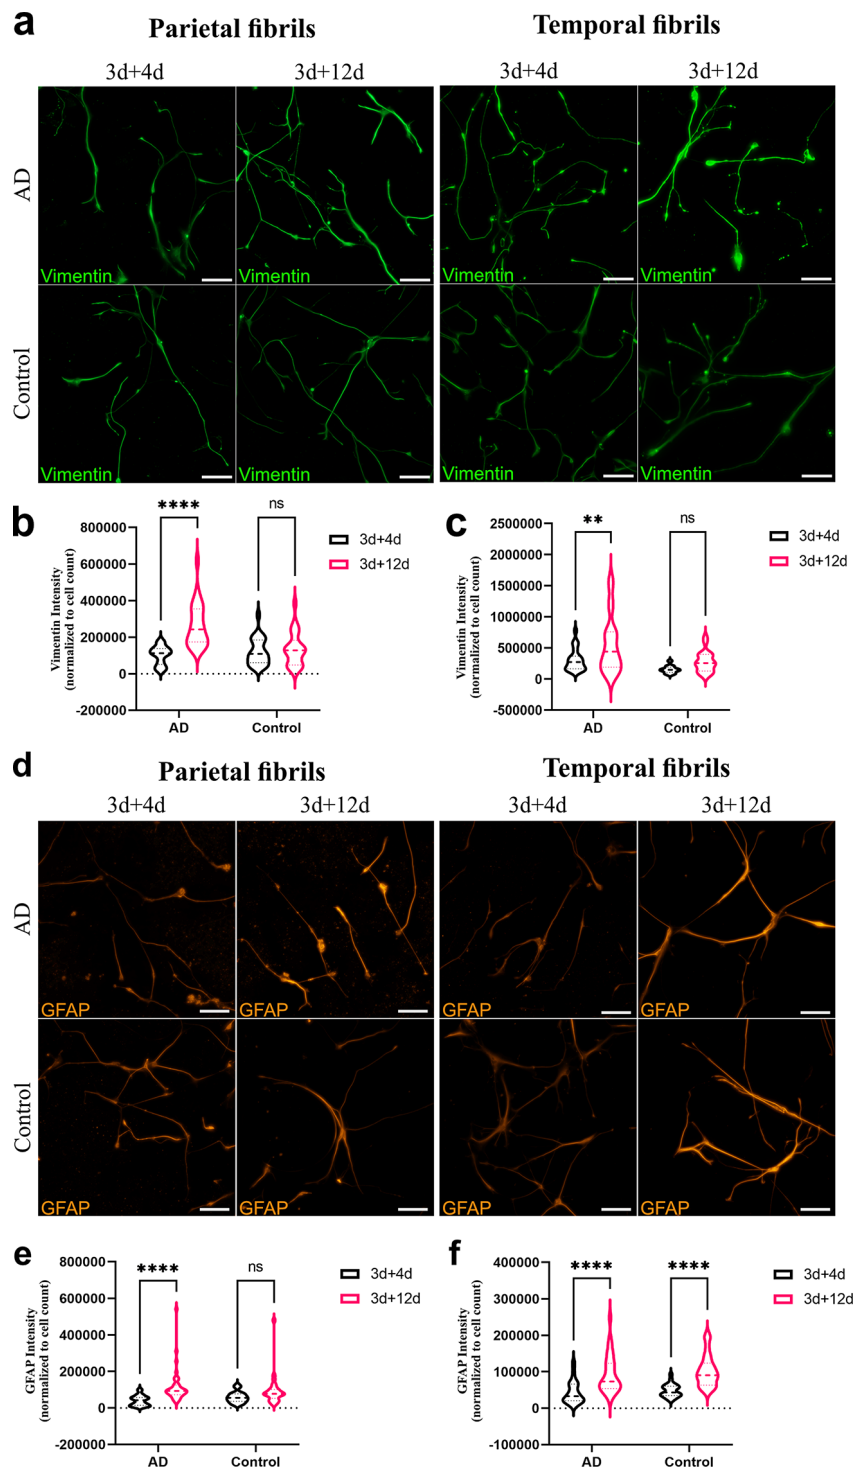 a
Parietal fibrils
Temporal fibrils
3d+4d
3d+12d
3d+4d
3d+12d
AD
Vimentin
Vimentin
Vimentin
Vimentin
Control
Vimentin
Vimentin
Vimentin
Vimentin
b
Vimentin Intensity
(normalized to cell count)
800000
600000
400000
200000
0
-200000
****
ns
AD
Control
3d+4d
3d+12d
c
Vimentin Intensity
(normalized to cell count)
2500000
2000000
1500000
1000000
500000
0
-500000
**
ns
AD
Control
3d+4d
3d+12d
d
Parietal fibrils
Temporal fibrils
3d+4d
3d+12d
3d+4d
3d+12d
AD
GFAP
GFAP
GFAP
GFAP
Control
GFAP
GFAP
GFAP
GFAP
e
GFAP Intensity
(normalized to cell count)
800000
600000
400000
200000
0
-200000
****
ns
AD
Control
3d+4d
3d+12d
f
GFAP Intensity
(normalized to cell count)
400000
300000
200000
100000
0
-100000
****
****
AD
Control
3d+4d
3d+12d